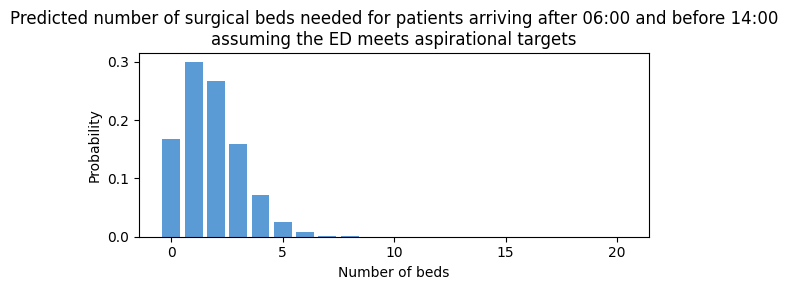 Predicted number of surgical beds needed for patients arriving after 06:00 and before 14:00
assuming the ED meets aspirational targets
0.3
0.2
0.1
0.0
Probability
0 5 10 15 20
Number of beds